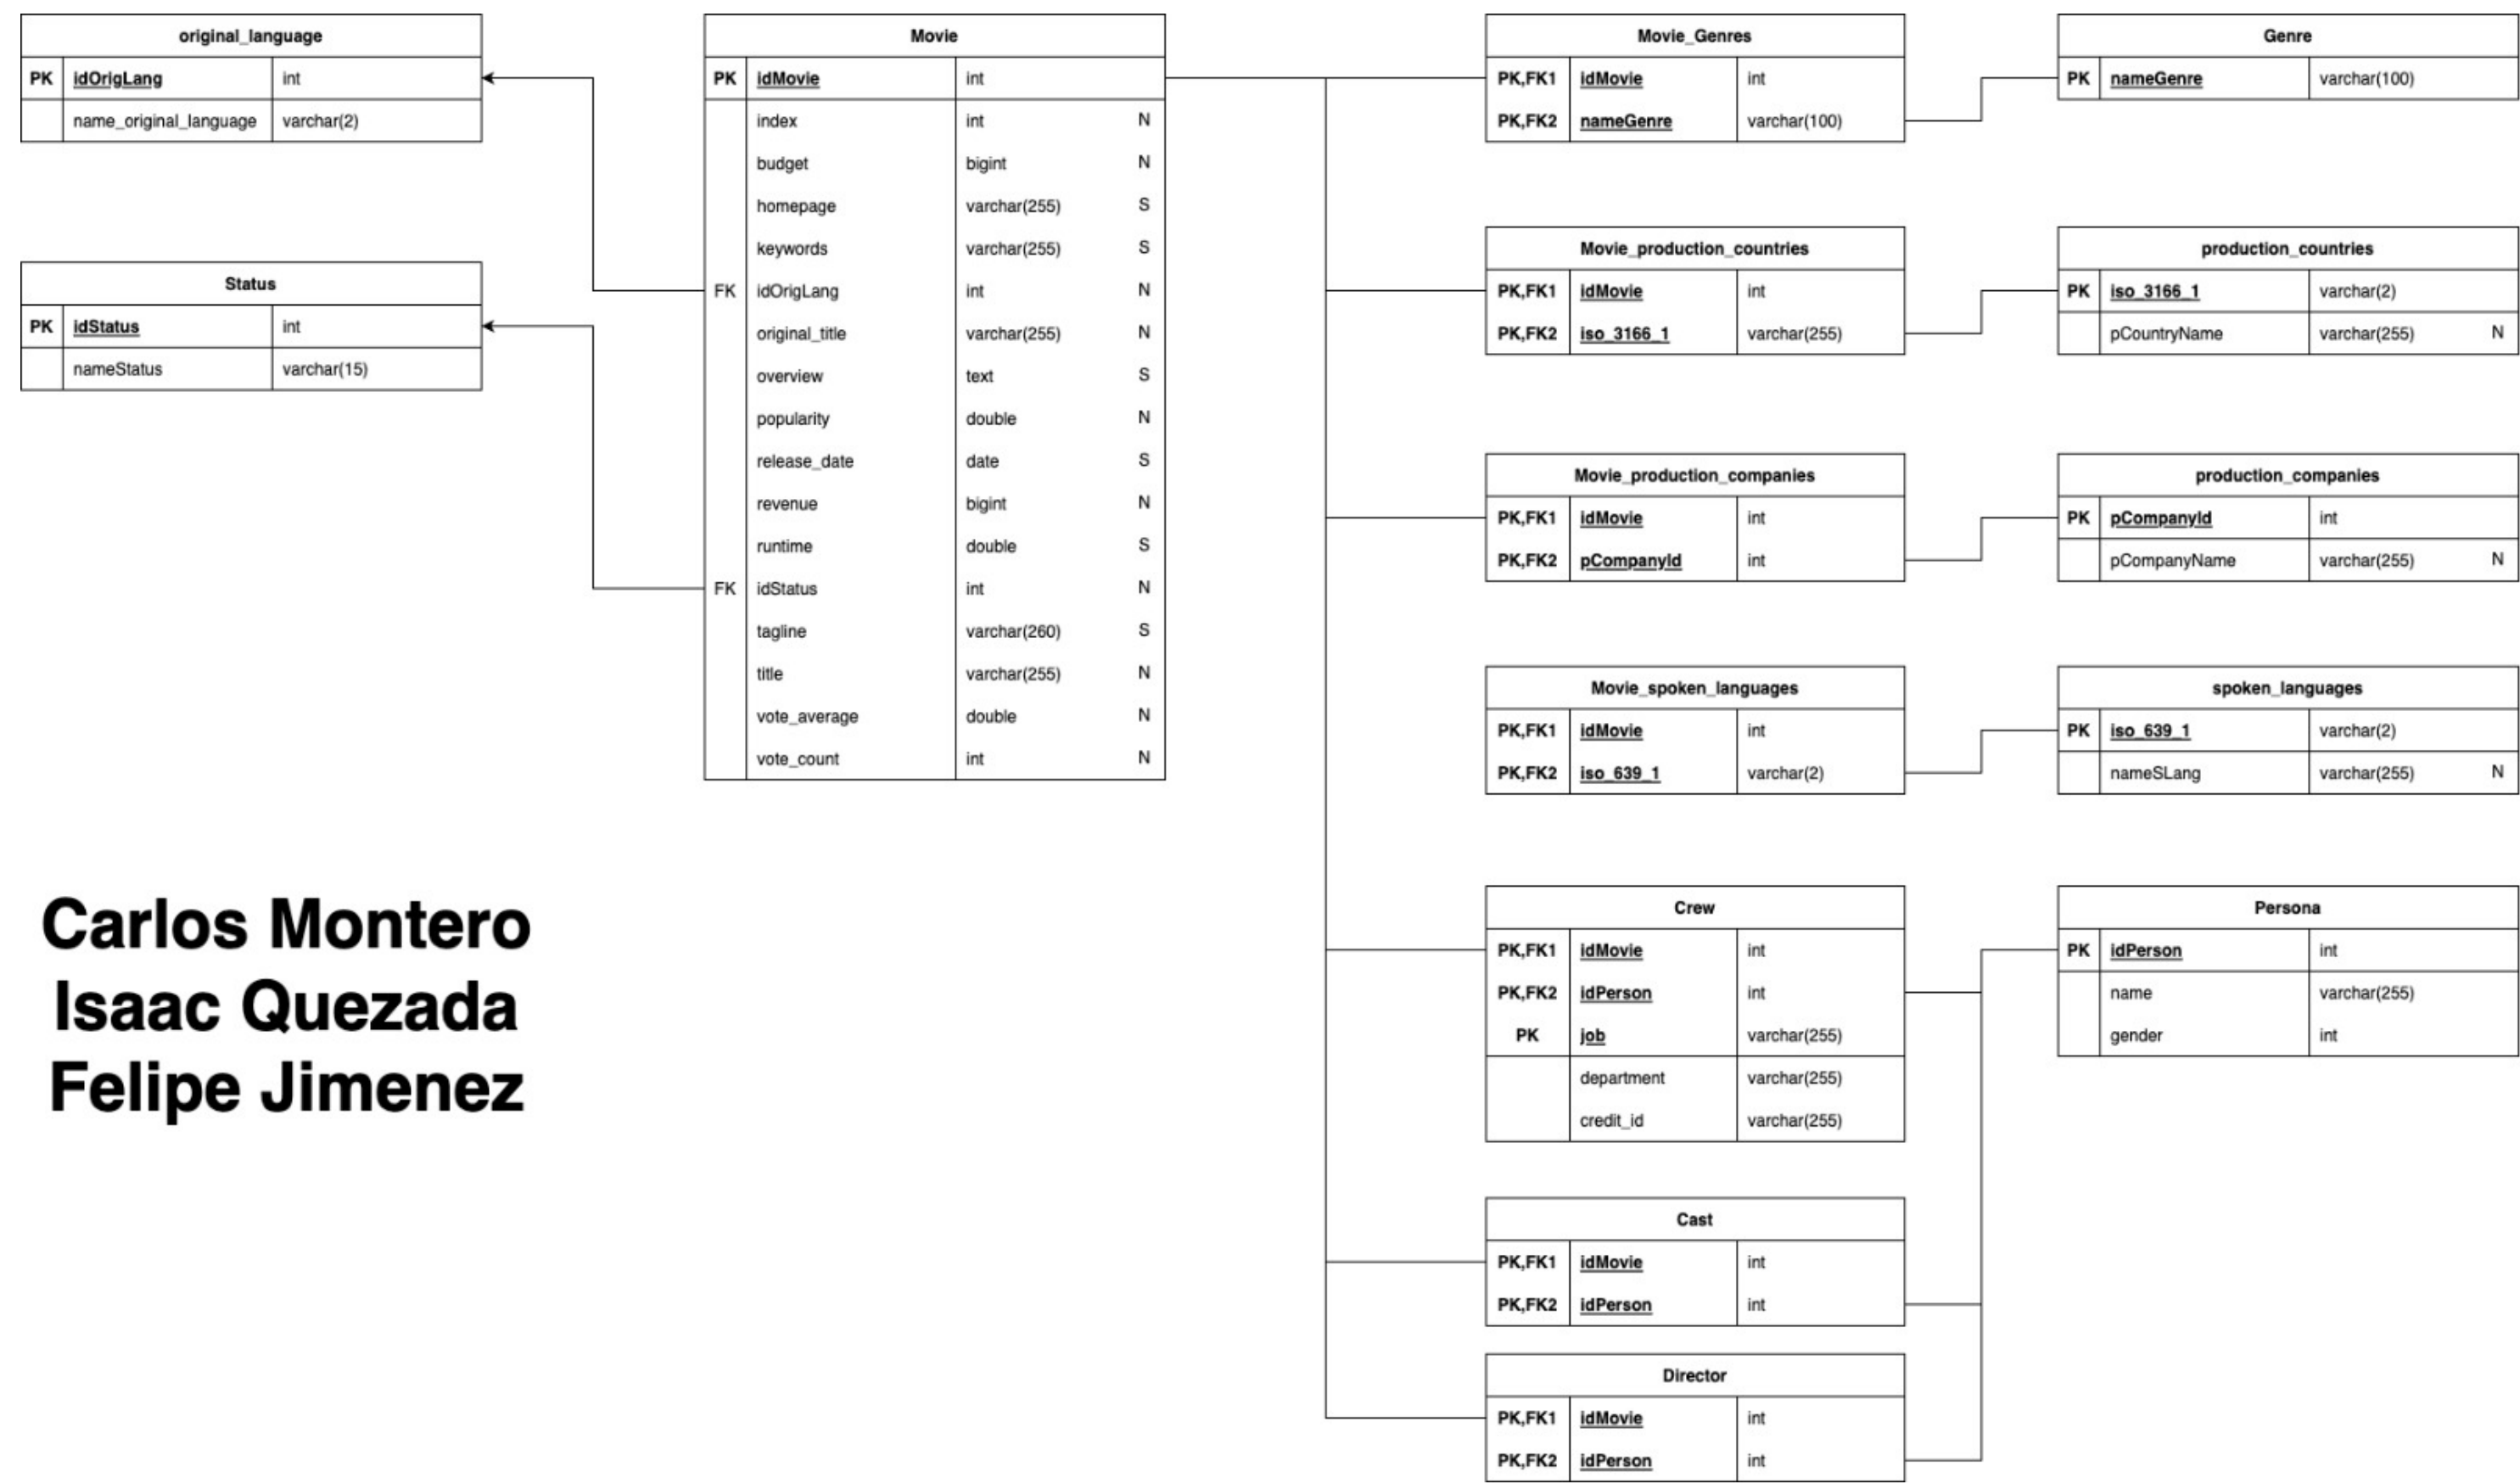 original_language
PK idOrigLang int
name_original_language varchar(2)
Status
PK idStatus int
nameStatus varchar(15)
Movie
PK idMovie int
index int N
budget bigint N
homepage varchar(255) S
keywords varchar(255) S
FK idOrigLang int N
original_title varchar(255) N
overview text S
popularity double N
release_date date S
revenue bigint N
runtime double S
FK idStatus int N
tagline varchar(260) S
title varchar(255) N
vote_average double N
vote_count int N
Movie_Genres
PK,FK1 idMovie int
PK,FK2 nameGenre varchar(100)
Genre
PK nameGenre varchar(100)
Movie_production_countries
PK,FK1 idMovie int
PK,FK2 iso_3166_1 varchar(255)
production_countries
PK iso_3166_1 varchar(2)
pCountryName varchar(255) N
Movie_production_companies
PK,FK1 idMovie int
PK,FK2 pCompanyId int
production_companies
PK pCompanyId int
pCompanyName varchar(255) N
Movie_spoken_languages
PK,FK1 idMovie int
PK,FK2 iso_639_1 varchar(2)
spoken_languages
PK iso_639_1 varchar(2)
nameSLang varchar(255) N
Crew
PK,FK1 idMovie int
PK,FK2 idPerson int
PK job varchar(255)
department varchar(255)
credit_id varchar(255)
Persona
PK idPerson int
name varchar(255)
gender int
Cast
PK,FK1 idMovie int
PK,FK2 idPerson int
Director
PK,FK1 idMovie int
PK,FK2 idPerson int
Carlos Montero
Isaac Quezada
Felipe Jimenez